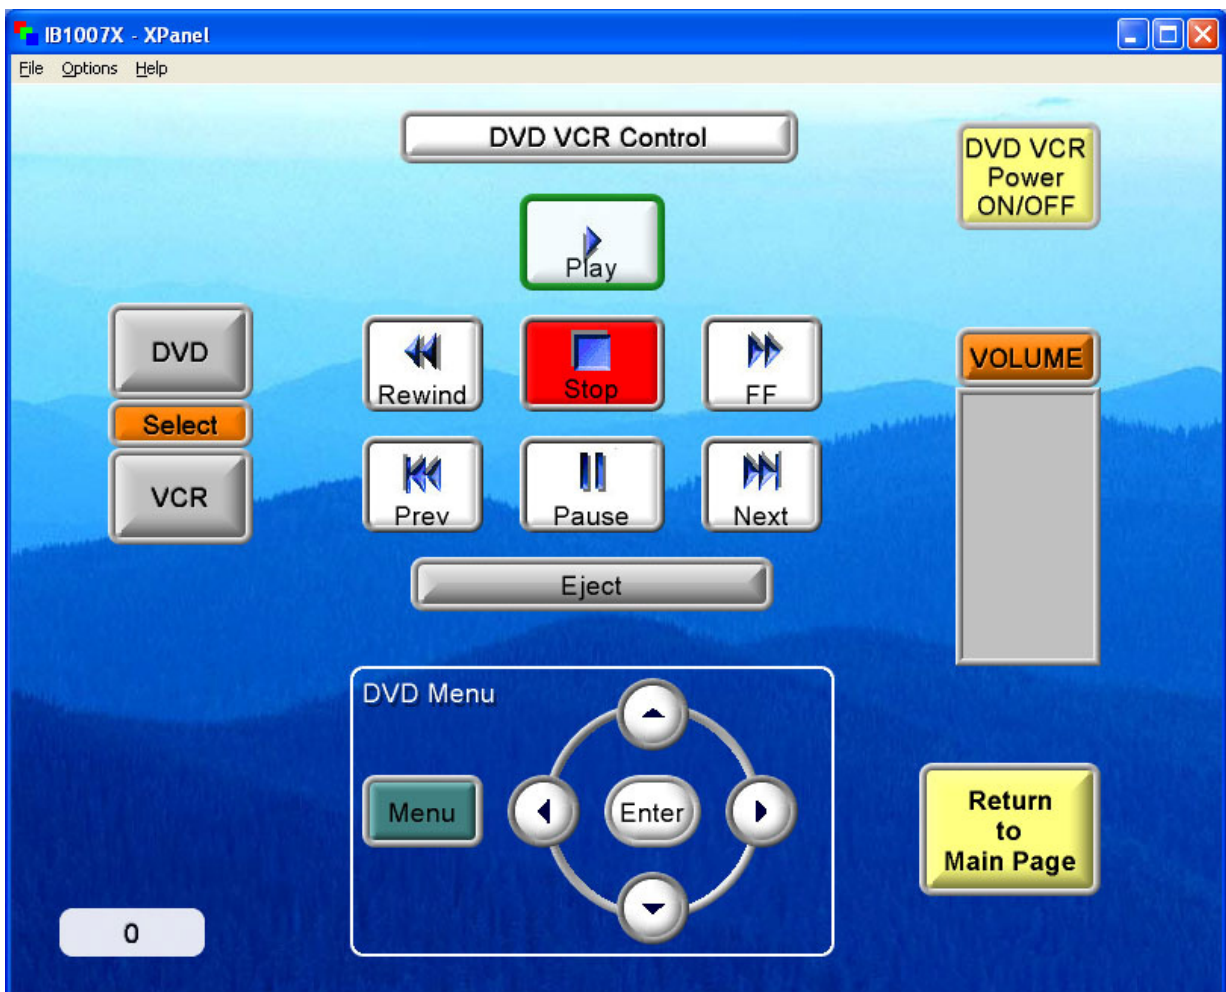 IB1007X - XPanel
File Options Help
DVD VCR Control
DVD VCR
Power
ON/OFF
Play
DVD
Select
VCR
Rewind
Stop
FF
Prev
Pause
Next
Eject
VOLUME
DVD Menu
Menu
Enter
Return
to
Main Page
0